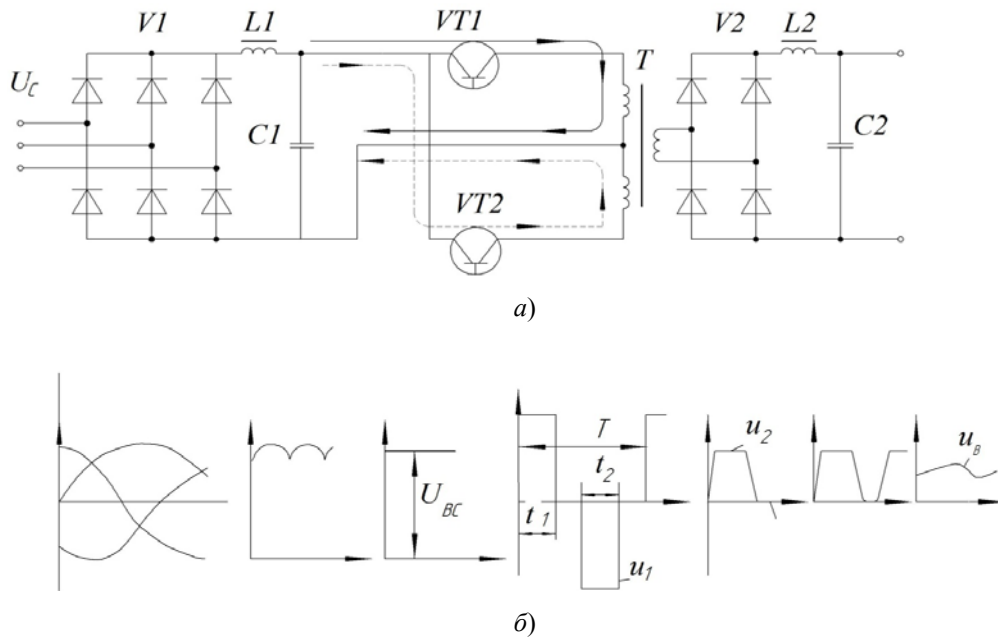 V1 L1 VT1 V2 L2
U_C T
C1 C2
VT2
а)
T u_2 u_в
t_2
U_BC t_1
u_1
б)